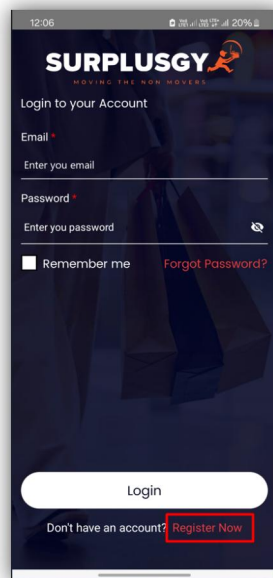 12:06
20%
SURPLUSGY
MOVING THE NON MOVERS
Login to your Account
Email *
Enter you email
Password *
Enter you password
Remember me Forgot Password?
Login
Don't have an account? Register Now